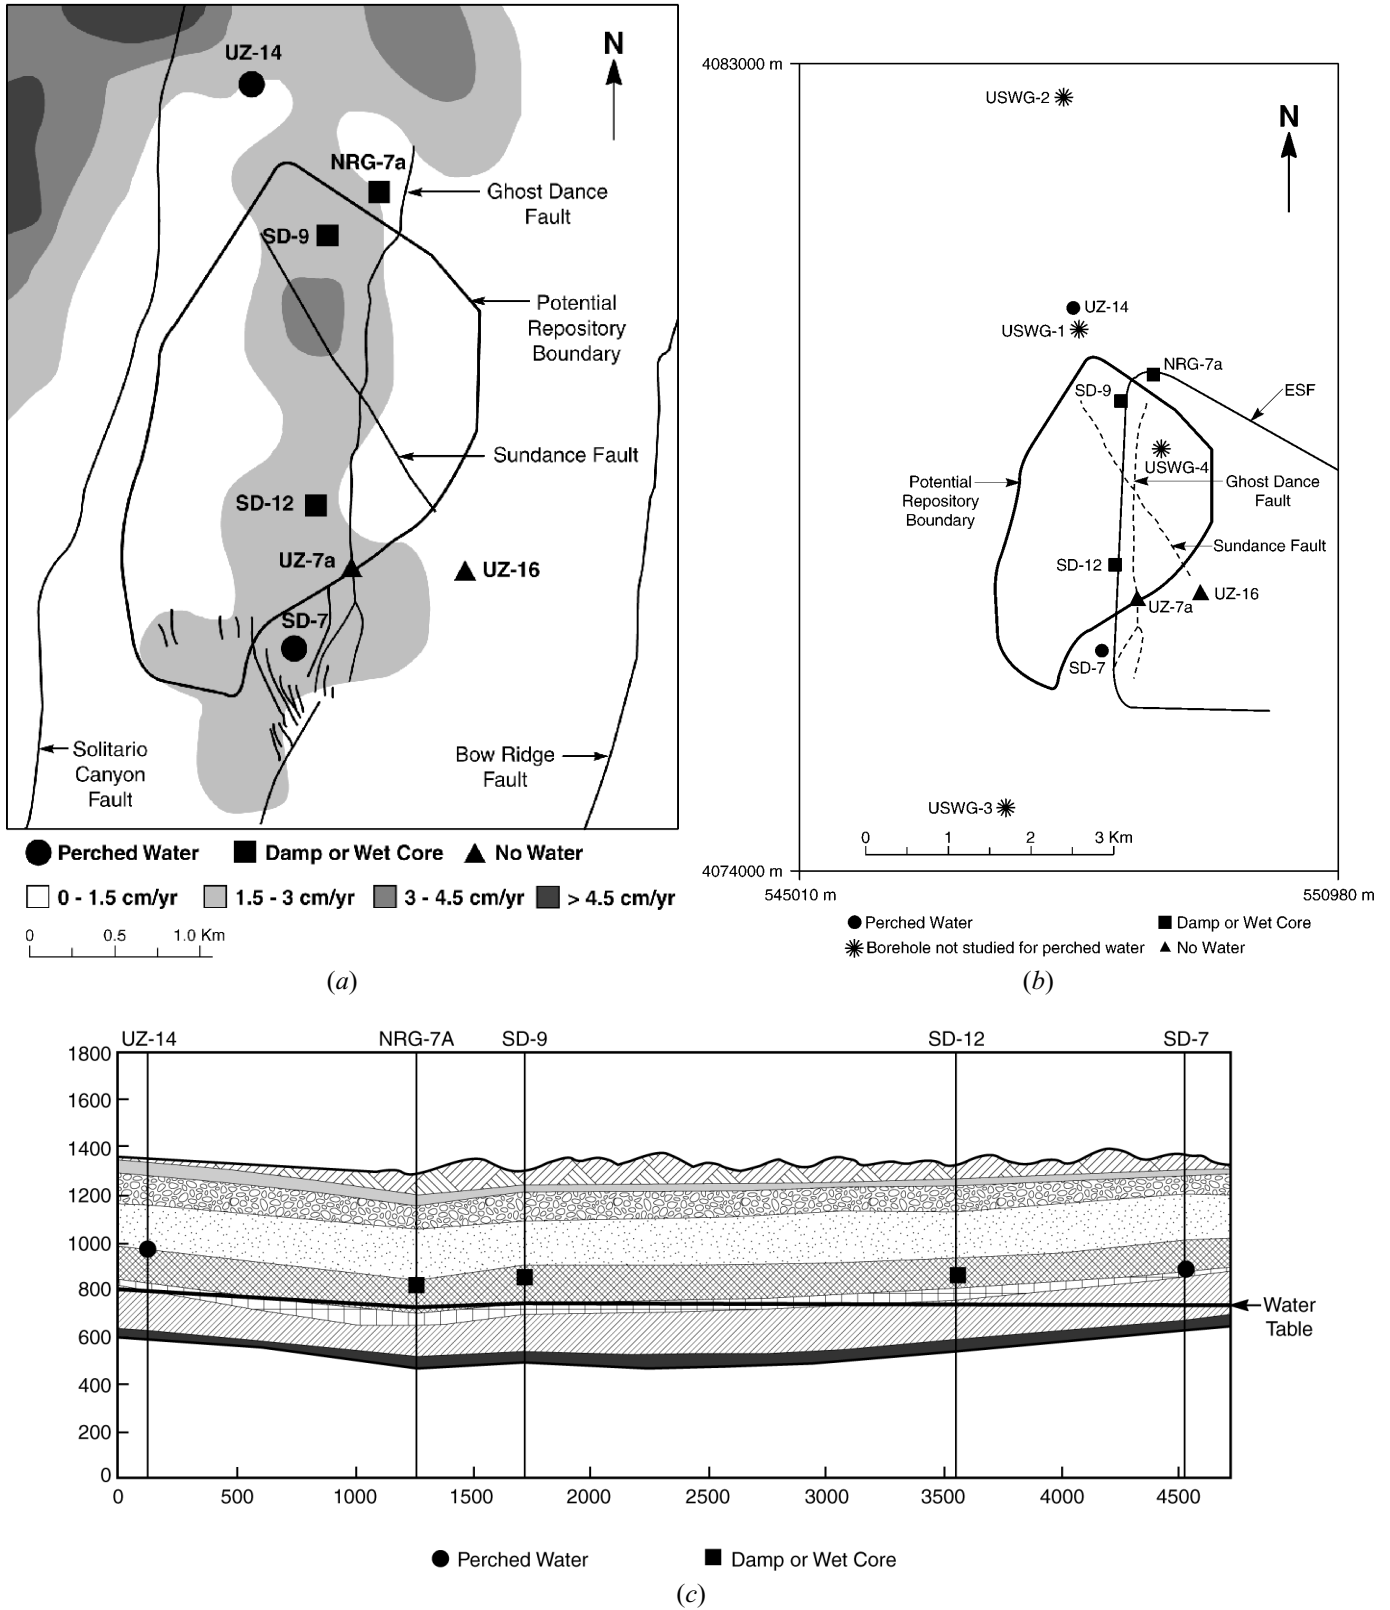 UZ-14
N
NRG-7a
Ghost Dance
Fault
SD-9
Potential
Repository
Boundary
Sundance Fault
SD-12
UZ-7a
UZ-16
SD-7
Solitario
Canyon
Fault
Bow Ridge
Fault
Perched Water
Damp or Wet Core
No Water
0 - 1.5 cm/yr
1.5 - 3 cm/yr
3 - 4.5 cm/yr
> 4.5 cm/yr
0 0.5 1.0 Km
(a)
4083000 m
USWG-2
N
UZ-14
USWG-1
NRG-7a
SD-9
ESF
USWG-4
Potential
Repository
Boundary
Ghost Dance
Fault
Sundance Fault
SD-12
UZ-16
UZ-7a
SD-7
USWG-3
0 1 2 3 Km
4074000 m
545010 m 550980 m
Perched Water
Damp or Wet Core
Borehole not studied for perched water
No Water
(b)
UZ-14 NRG-7A SD-9 SD-12 SD-7
1800
1600
1400
1200
1000
800
600
400
200
0
Water
Table
0 500 1000 1500 2000 2500 3000 3500 4000 4500
Perched Water
Damp or Wet Core
(c)